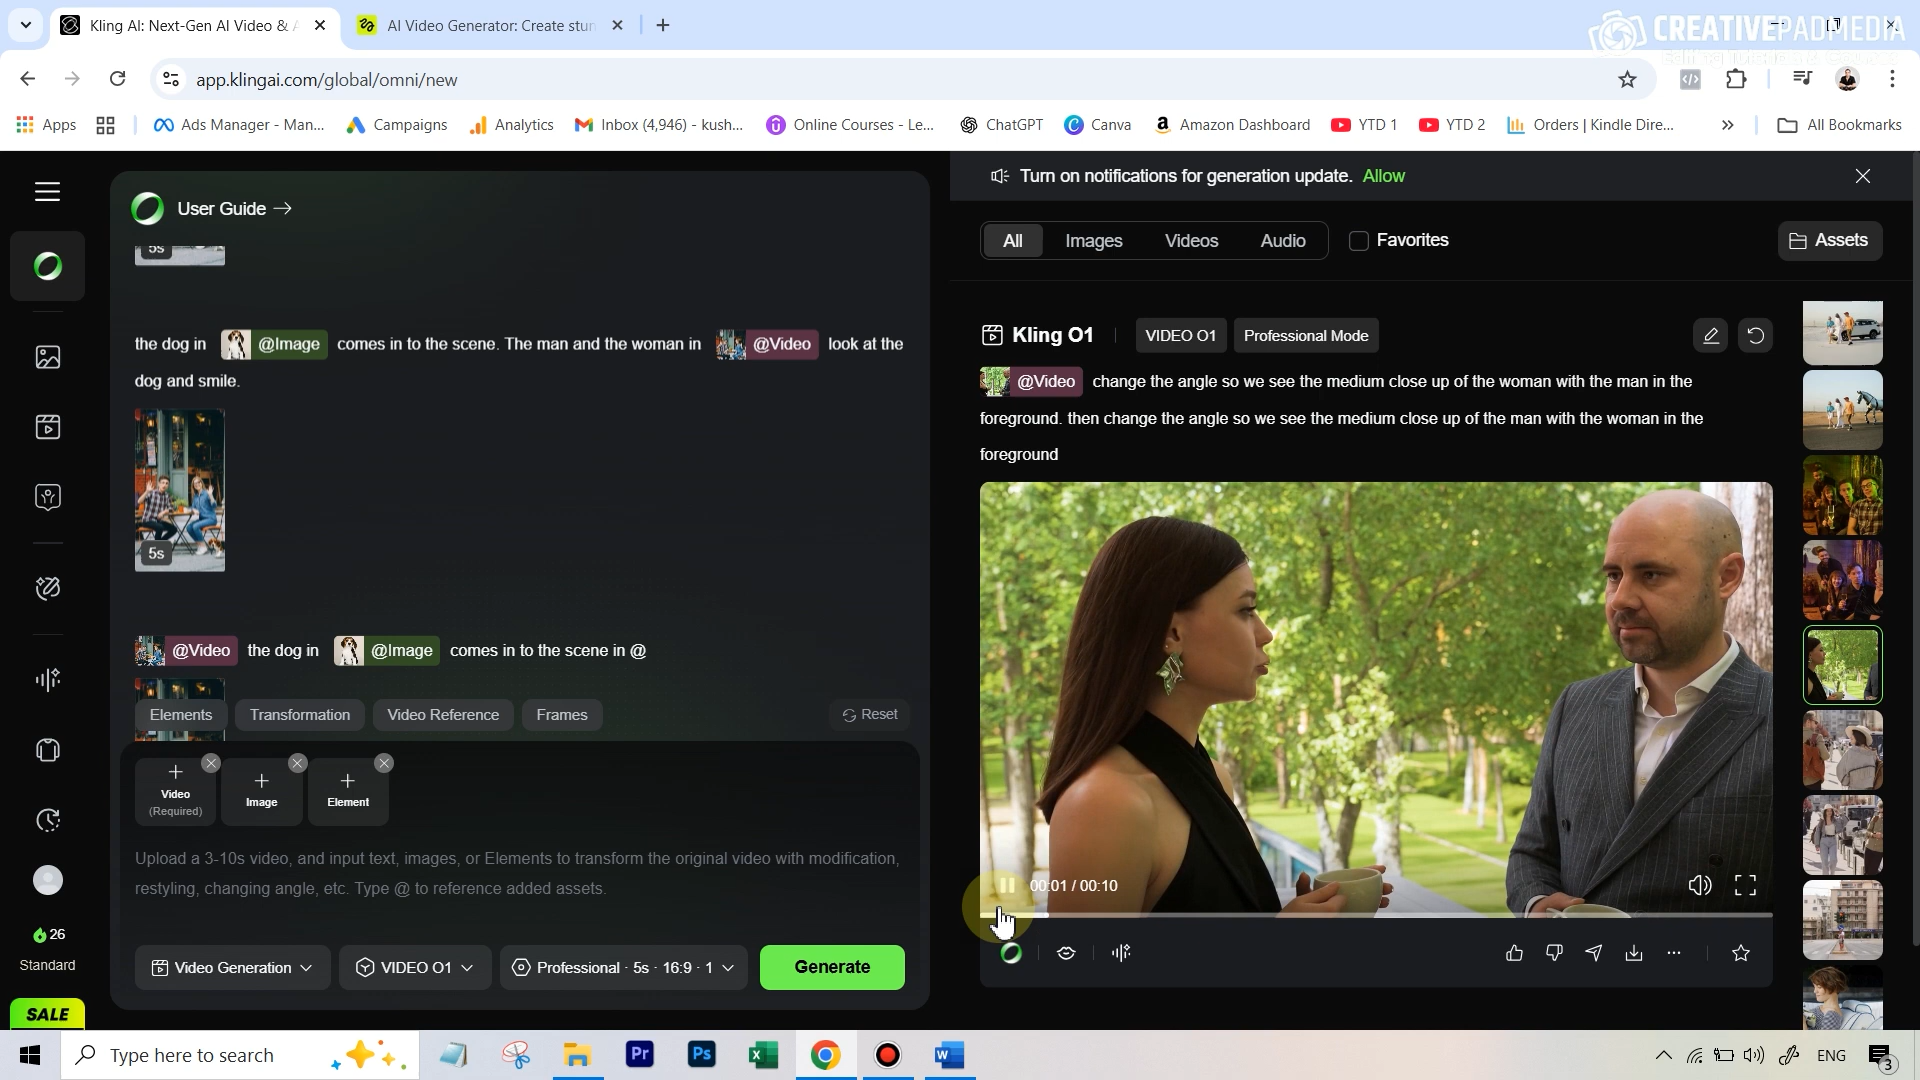 Kling AI: Next-Gen AI Video & A
AI Video Generator: Create stun
CREATIVEPADMEDIA
app.klingai.com/global/omni/new
Apps
Ads Manager - Man...
Campaigns
Analytics
Inbox (4,946) - kush...
Online Courses - Le...
ChatGPT
Canva
Amazon Dashboard
YTD 1
YTD 2
Orders | Kindle Dire...
All Bookmarks
User Guide →
5s
the dog in @Image comes in to the scene. The man and the woman in @Video look at the
dog and smile.
5s
@Video the dog in @Image comes in to the scene in @
Elements
Transformation
Video Reference
Frames
Reset
Video
(Required)
Image
Element
Upload a 3-10s video, and input text, images, or Elements to transform the original video with modification,
restyling, changing angle, etc. Type @ to reference added assets.
26
Standard
SALE
Video Generation
VIDEO O1
Professional · 5s · 16:9 · 1
Generate
Turn on notifications for generation update. Allow
All
Images
Videos
Audio
Favorites
Assets
Kling O1
VIDEO O1
Professional Mode
@Video change the angle so we see the medium close up of the woman with the man in the
foreground. then change the angle so we see the medium close up of the man with the woman in the
foreground
00:01 / 00:10
Type here to search
Pr
Ps
ENG
3